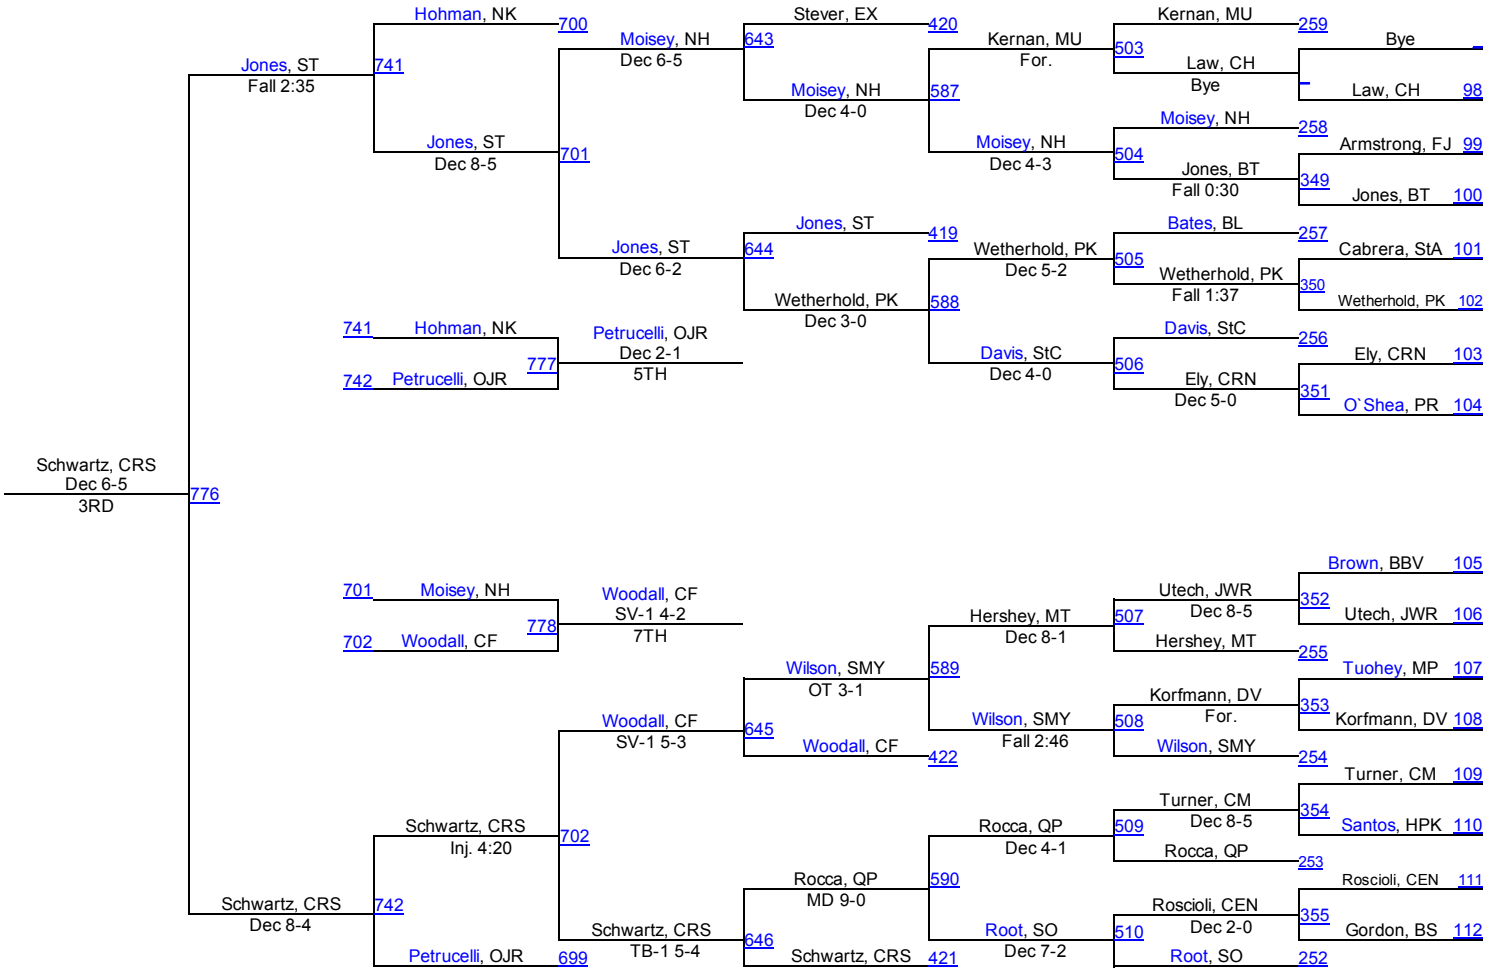 Hohman, NK 700
Stever, EX 420
Kernan, MU 259
Moisey, NH 643
Dec 6-5
Kernan, MU 503
For.
Bye
Jones, ST 741
Fall 2:35
Law, CH
Bye
Moisey, NH 587
Dec 4-0
Law, CH 98
Moisey, NH 258
Jones, ST 701
Dec 8-5
Moisey, NH 504
Dec 4-3
Armstrong, FJ 99
Jones, BT 349
Fall 0:30
Jones, BT 100
Jones, ST 419
Bates, BL 257
Jones, ST 644
Dec 6-2
Wetherhold, PK 505
Dec 5-2
Cabrera, StA 101
Wetherhold, PK 350
Fall 1:37
Wetherhold, PK 588
Dec 3-0
Wetherhold, PK 102
741 Hohman, NK
Petrucelli, OJR
Dec 2-1
5TH
777
742 Petrucelli, OJR
Davis, StC 256
Davis, StC 506
Dec 4-0
Ely, CRN 103
Ely, CRN 351
Dec 5-0
O`Shea, PR 104
Schwartz, CRS
Dec 6-5
3RD
776
Brown, BBV 105
701 Moisey, NH
Woodall, CF
SV-1 4-2
7TH
778
702 Woodall, CF
Utech, JWR 352
Dec 8-5
Utech, JWR 106
Hershey, MT 507
Dec 8-1
Hershey, MT 255
Wilson, SMY 589
OT 3-1
Tuohey, MP 107
Korfmann, DV 353
For.
Woodall, CF 645
SV-1 5-3
Wilson, SMY 508
Fall 2:46
Korfmann, DV 108
Woodall, CF 422
Wilson, SMY 254
Turner, CM 109
Turner, CM 354
Dec 8-5
Schwartz, CRS 702
Inj. 4:20
Rocca, QP 509
Dec 4-1
Santos, HPK 110
Rocca, QP 253
Rocca, QP 590
MD 9-0
Roscioli, CEN 111
Schwartz, CRS 742
Dec 8-4
Roscioli, CEN 355
Dec 2-0
Schwartz, CRS 646
TB-1 5-4
Root, SO 510
Dec 7-2
Gordon, BS 112
Petrucelli, OJR 699
Schwartz, CRS 421
Root, SO 252